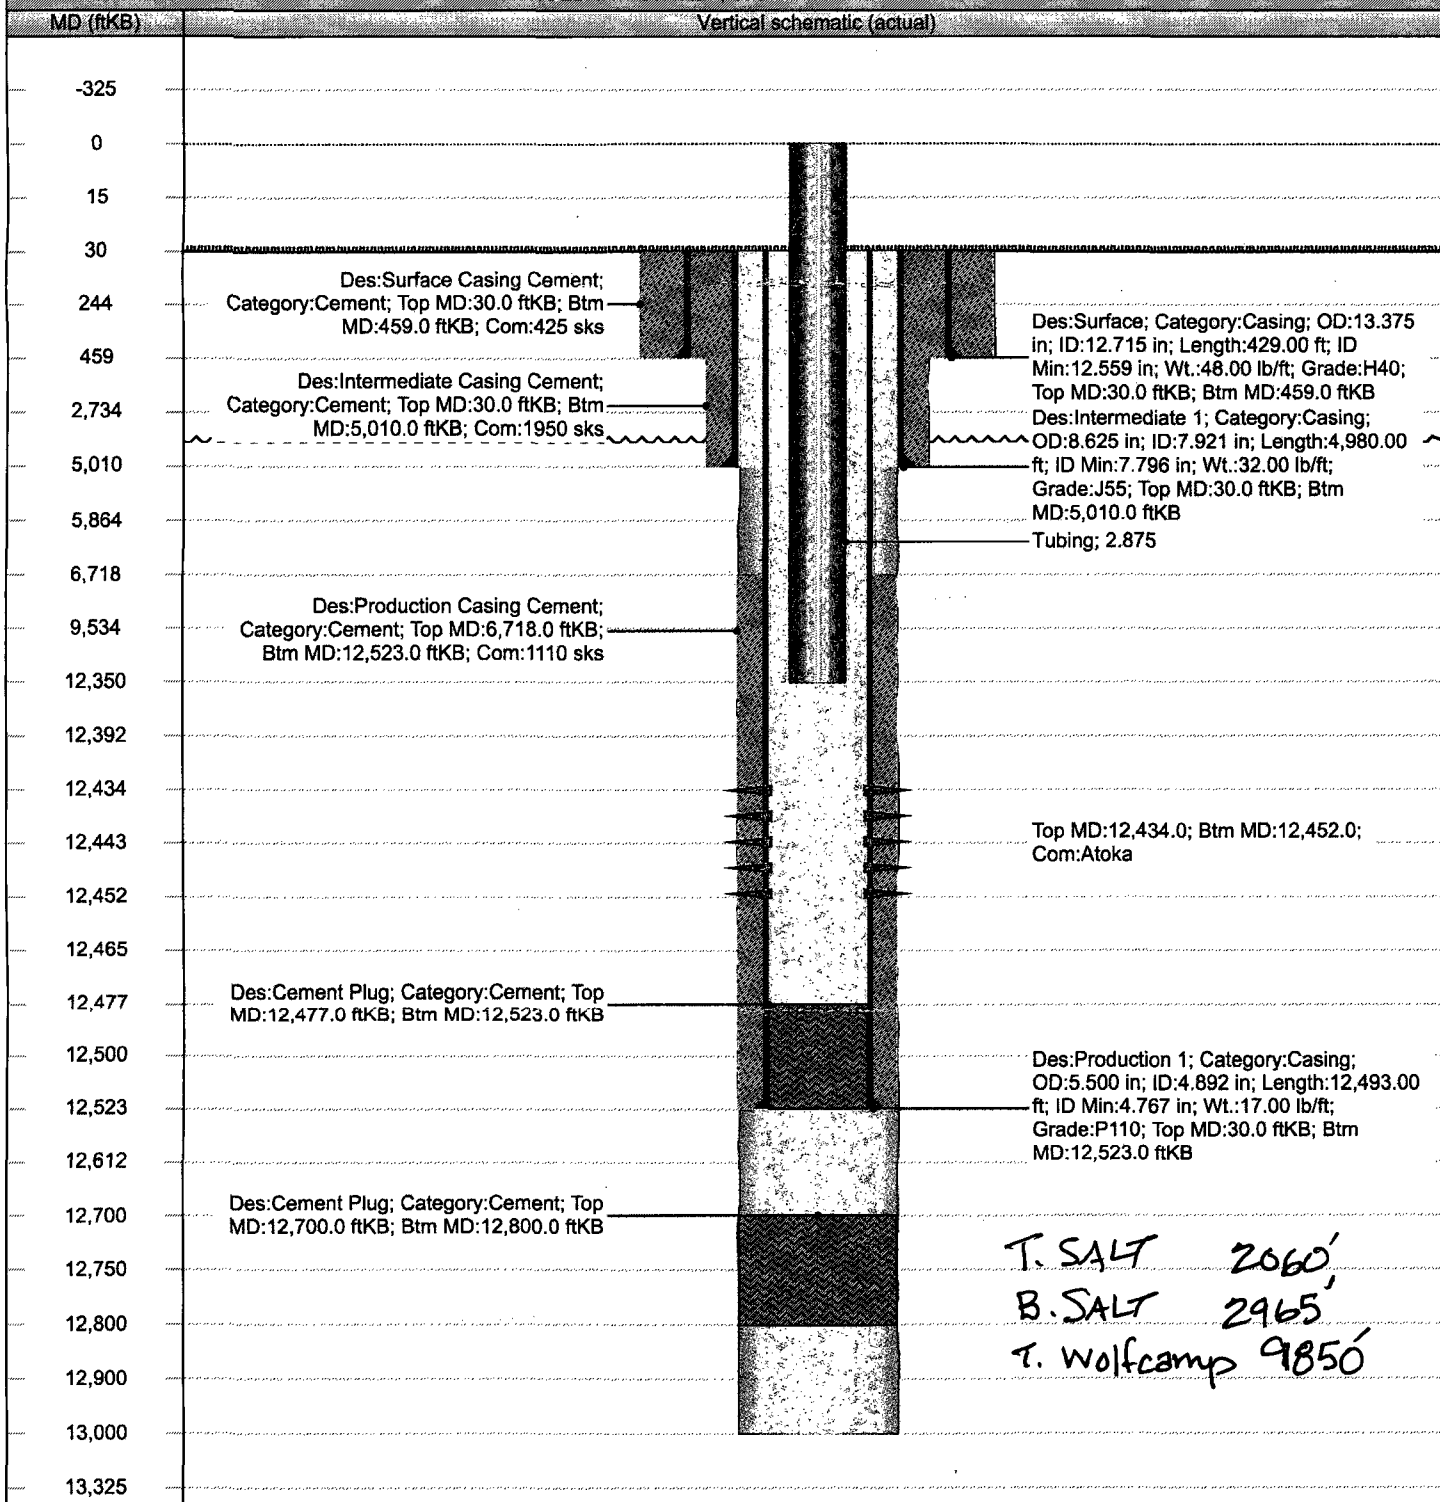 MD (ftKB)
Vertical schematic (actual)
-325
0
15
30
244
459
2,734
5,010
5,864
6,718
9,534
12,350
12,392
12,434
12,443
12,452
12,465
12,477
12,500
12,523
12,612
12,700
12,750
12,800
12,900
13,000
13,325
Des:Surface Casing Cement;
Category:Cement; Top MD:30.0 ftKB; Btm
MD:459.0 ftKB; Com:425 sks
Des:Intermediate Casing Cement;
Category:Cement; Top MD:30.0 ftKB; Btm
MD:5,010.0 ftKB; Com:1950 sks
Des:Production Casing Cement;
Category:Cement; Top MD:6,718.0 ftKB;
Btm MD:12,523.0 ftKB; Com:1110 sks
Des:Cement Plug; Category:Cement; Top
MD:12,477.0 ftKB; Btm MD:12,523.0 ftKB
Des:Cement Plug; Category:Cement; Top
MD:12,700.0 ftKB; Btm MD:12,800.0 ftKB
Des:Surface; Category:Casing; OD:13.375
in; ID:12.715 in; Length:429.00 ft; ID
Min:12.559 in; Wt.:48.00 lb/ft; Grade:H40;
Top MD:30.0 ftKB; Btm MD:459.0 ftKB
Des:Intermediate 1; Category:Casing;
OD:8.625 in; ID:7.921 in; Length:4,980.00
ft; ID Min:7.796 in; Wt.:32.00 lb/ft;
Grade:J55; Top MD:30.0 ftKB; Btm
MD:5,010.0 ftKB
Tubing; 2.875
Top MD:12,434.0; Btm MD:12,452.0;
Com:Atoka
Des:Production 1; Category:Casing;
OD:5.500 in; ID:4.892 in; Length:12,493.00
ft; ID Min:4.767 in; Wt.:17.00 lb/ft;
Grade:P110; Top MD:30.0 ftKB; Btm
MD:12,523.0 ftKB
T. SALT 2060'
B. SALT 2965'
T. Wolfcamp 9850'